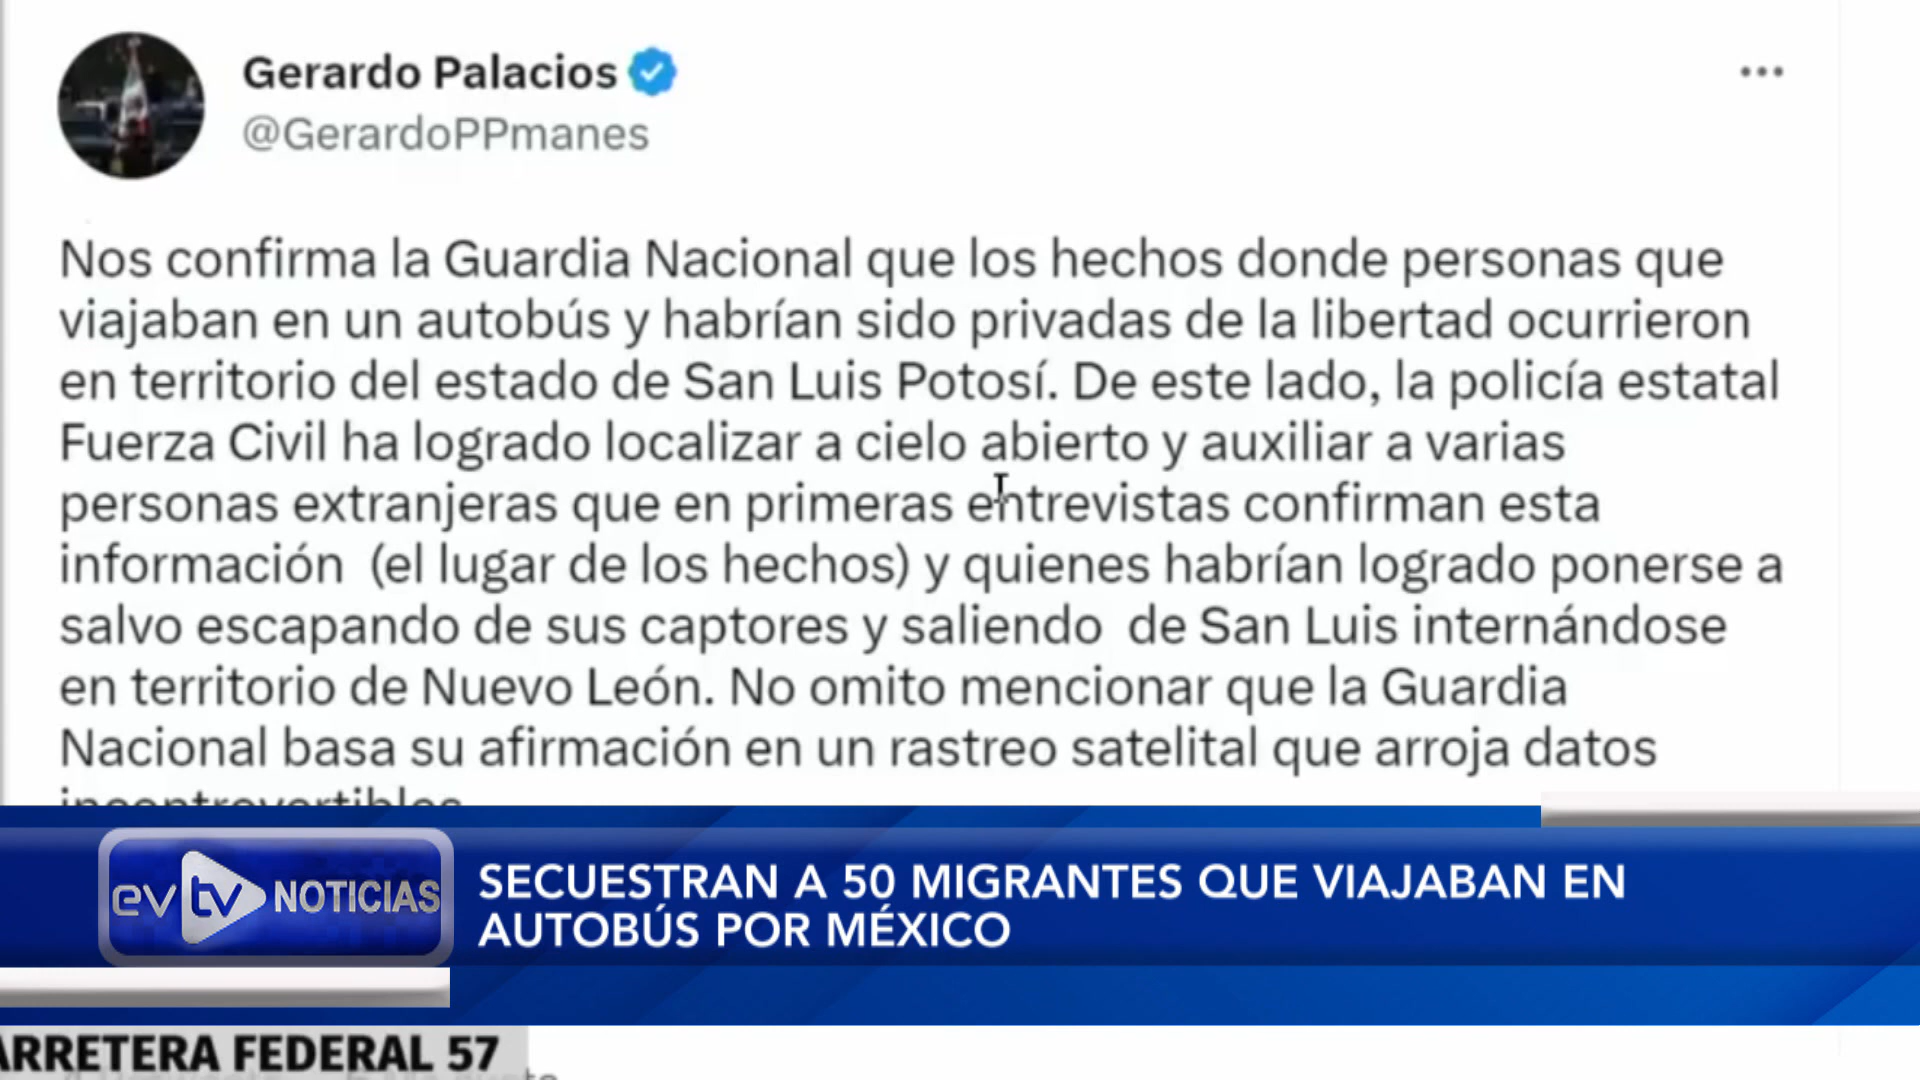 Gerardo Palacios
@GerardoPPmanes
Nos confirma la Guardia Nacional que los hechos donde personas que
viajaban en un autobús y habrían sido privadas de la libertad ocurrieron
en territorio del estado de San Luis Potosí. De este lado, la policía estatal
Fuerza Civil ha logrado localizar a cielo abierto y auxiliar a varias
personas extranjeras que en primeras entrevistas confirman esta
información (el lugar de los hechos) y quienes habrían logrado ponerse a
salvo escapando de sus captores y saliendo de San Luis internándose
en territorio de Nuevo León. No omito mencionar que la Guardia
Nacional basa su afirmación en un rastreo satelital que arroja datos
incontrovertibles
evtv NOTICIAS
SECUESTRAN A 50 MIGRANTES QUE VIAJABAN EN
AUTOBÚS POR MÉXICO
ARRETERA FEDERAL 57